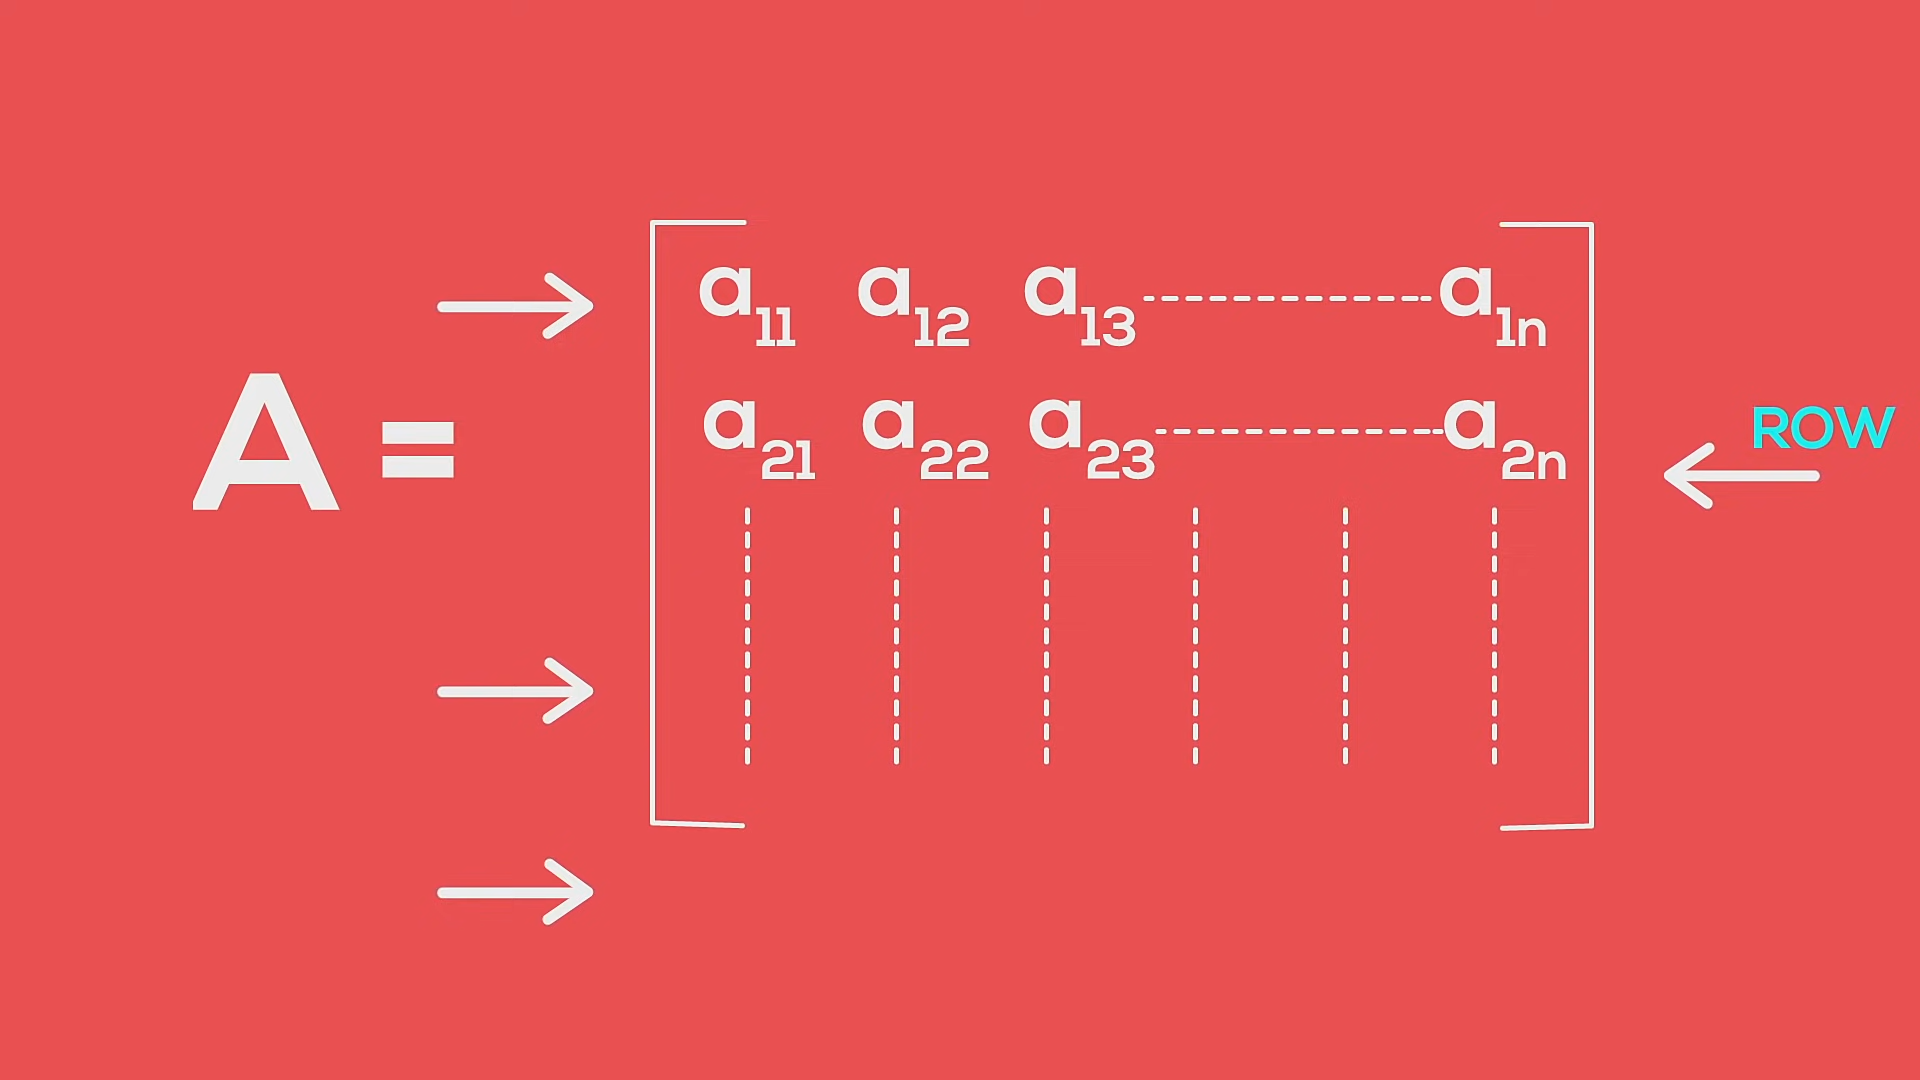 A =
a11 a12 a13 ------------ a1n
a21 a22 a23 ------------ a2n
ROW